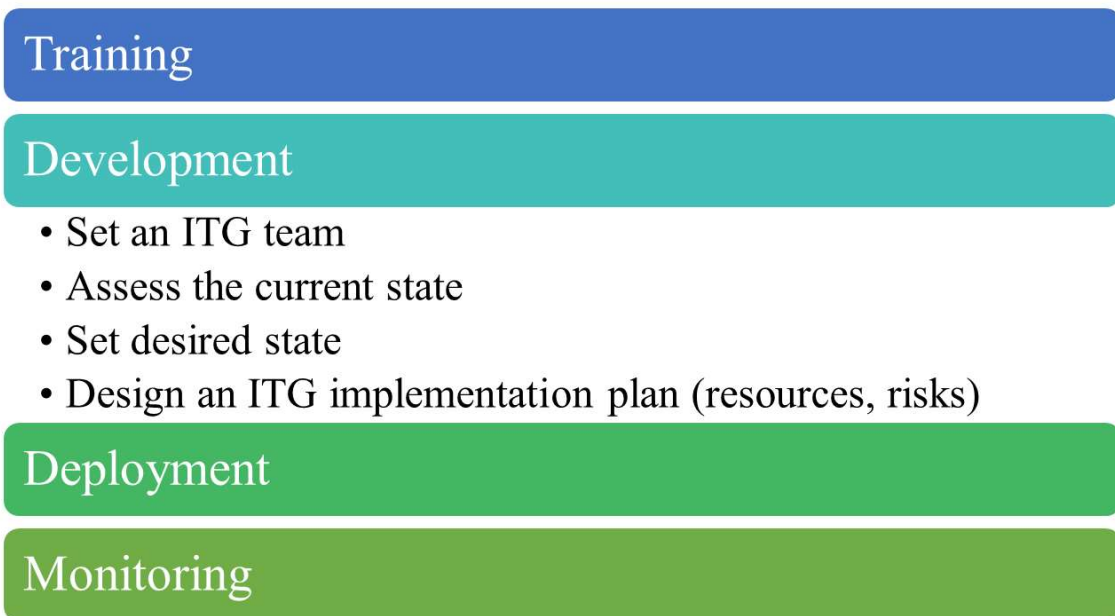 Training
Development
• Set an ITG team
• Assess the current state
• Set desired state
• Design an ITG implementation plan (resources, risks)
Deployment
Monitoring